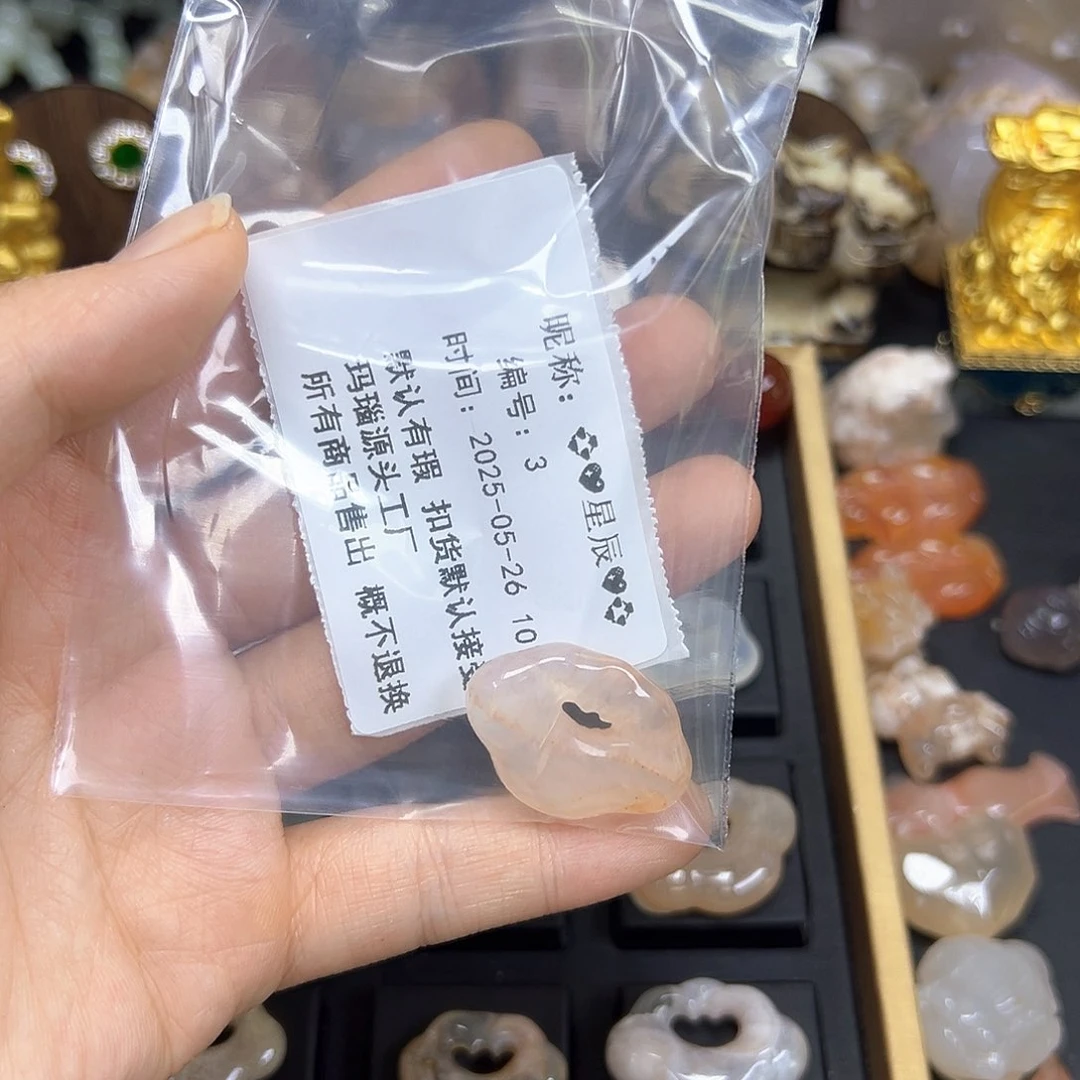 昵称: ♻♥星辰♥♻
编号: 3
时间: 2025-05-26 10
默认有瑕 扣货默认接
玛瑙源头工厂
所有商品售出 概不退换